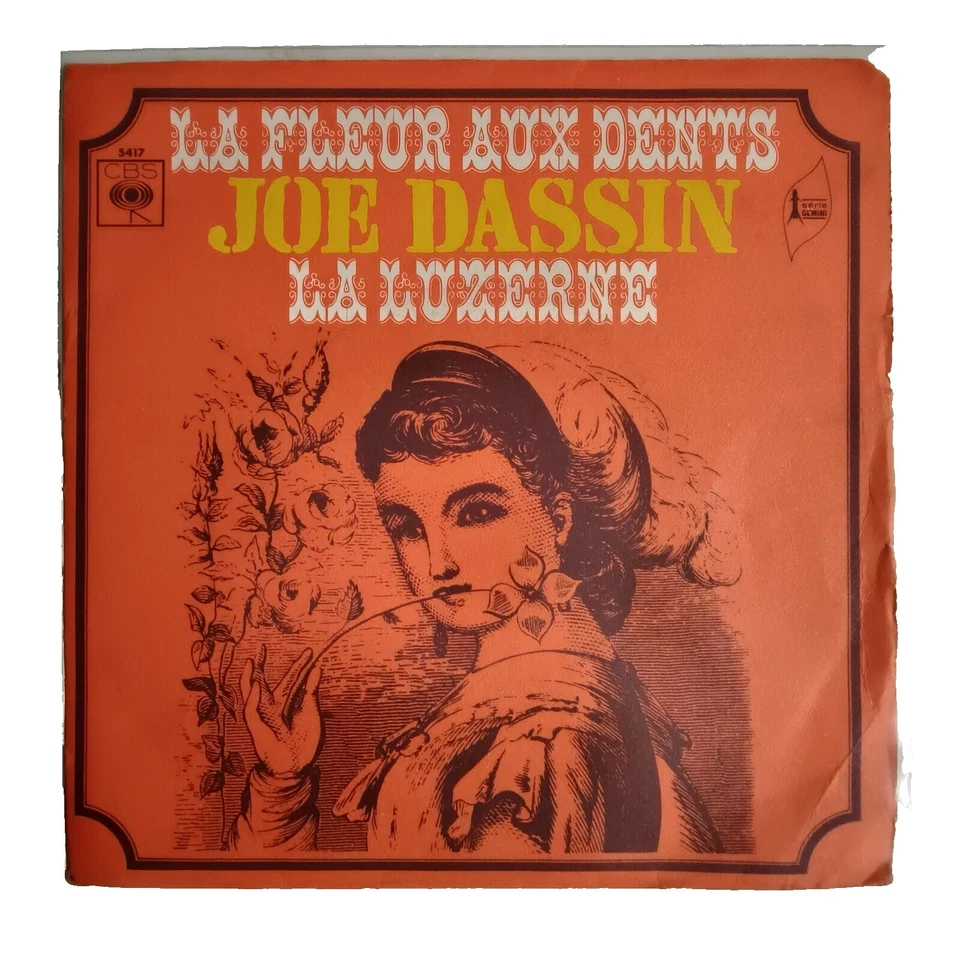 LA FLEUR AUX DENTS
5417
CBS
JOE DASSIN
série
GEMINI
LA LUZERNE